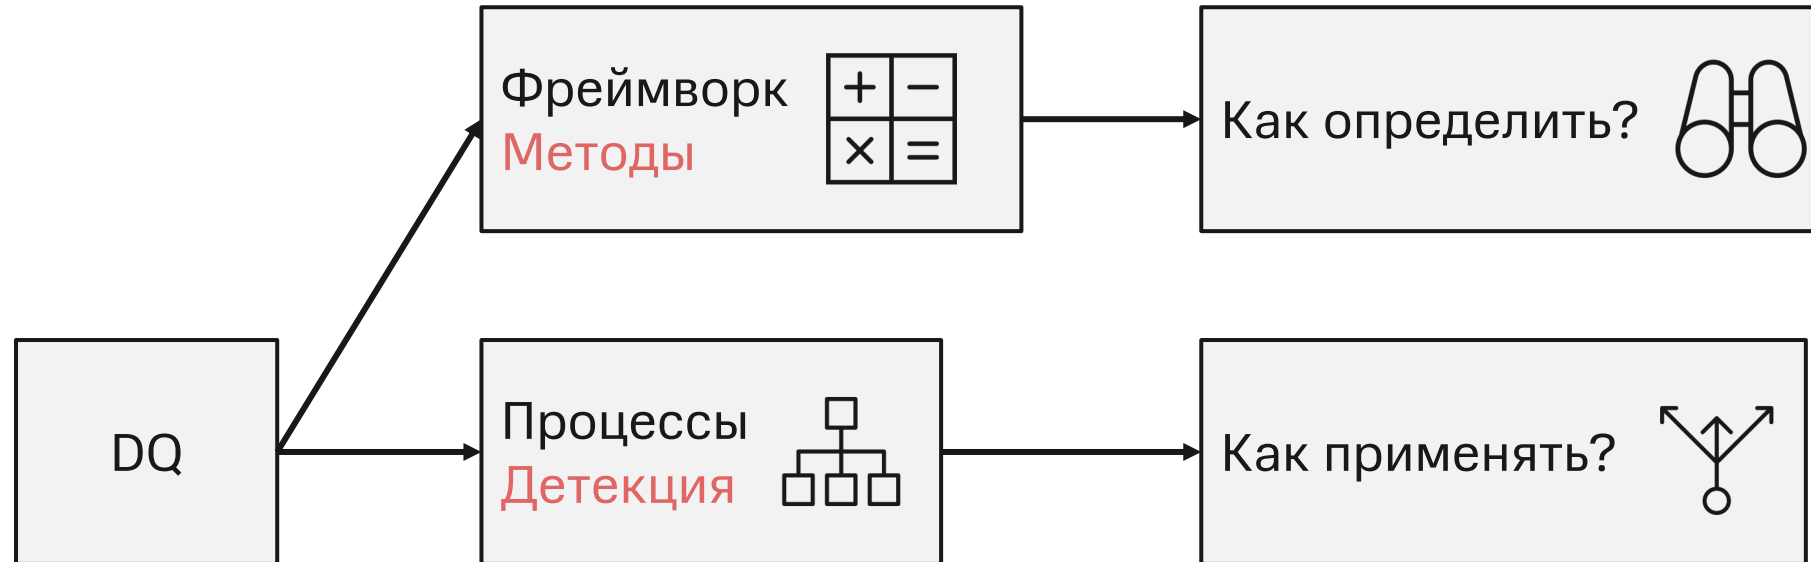 Фреймворк
Методы
Как определить?
DQ
Процессы
Детекция
Как применять?